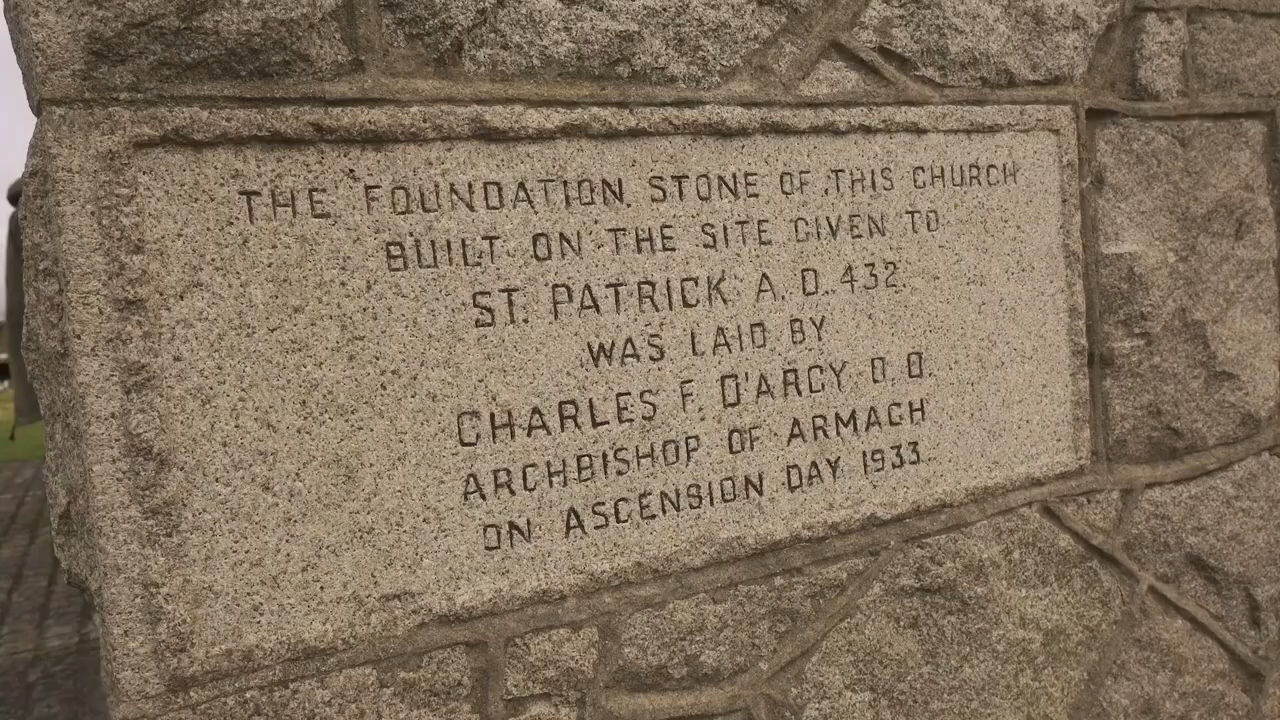 THE FOUNDATION STONE OF THIS CHURCH
BUILT ON THE SITE GIVEN TO
ST. PATRICK A.D. 432.
WAS LAID BY
CHARLES F. D'ARCY D.D.
ARCHBISHOP OF ARMAGH
ON ASCENSION DAY 1933.